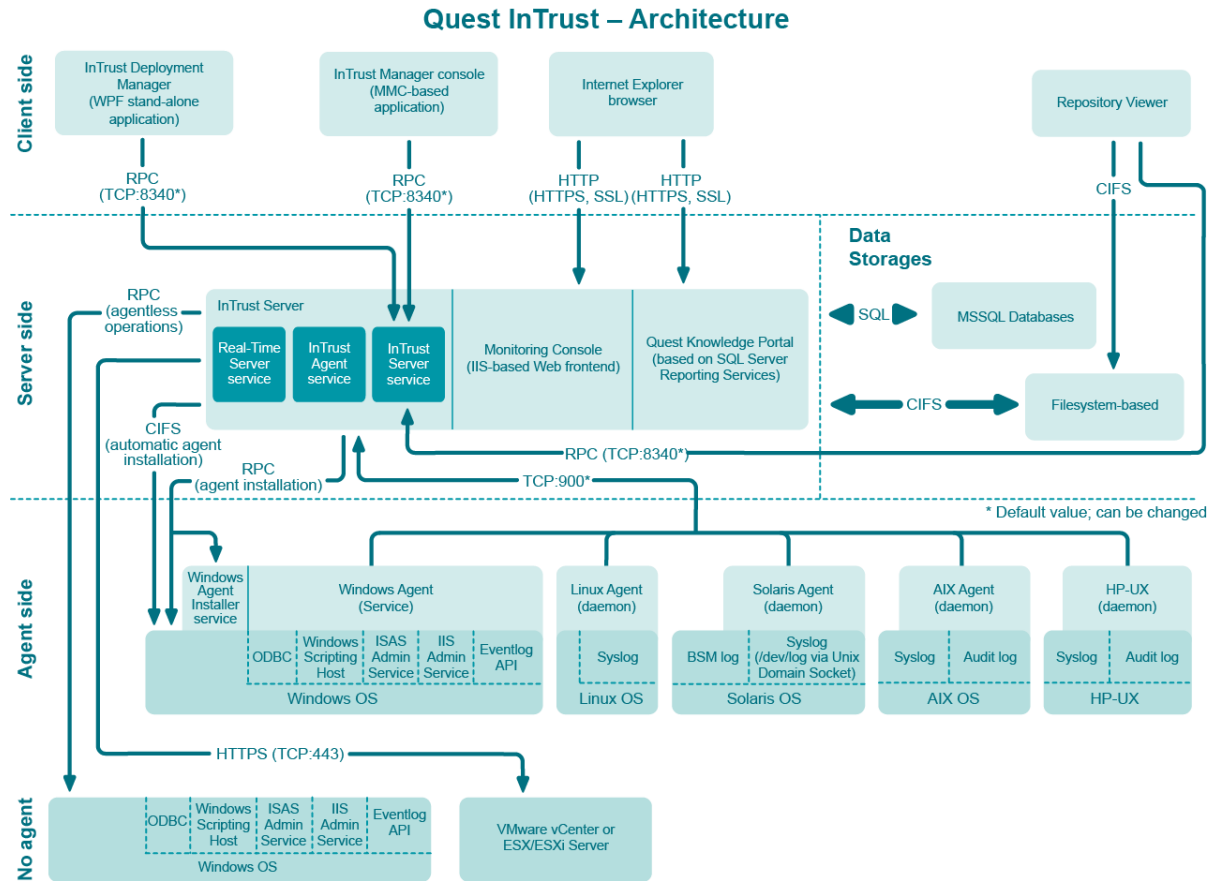 Quest InTrust – Architecture
Client side
InTrust Deployment
Manager
(WPF stand-alone
application)
InTrust Manager console
(MMC-based
application)
Internet Explorer
browser
Repository Viewer
RPC
(TCP:8340*)
RPC
(TCP:8340*)
HTTP
(HTTPS, SSL)
HTTP
(HTTPS, SSL)
CIFS
Server side
Data
Storages
RPC
(agentless
operations)
InTrust Server
Real-Time
Server
service
InTrust
Agent
service
InTrust
Server
service
Monitoring Console
(IIS-based Web frontend)
Quest Knowledge Portal
(based on SQL Server
Reporting Services)
SQL
MSSQL Databases
CIFS
Filesystem-based
CIFS
(automatic agent
installation)
RPC (TCP:8340*)
RPC
(agent installation)
TCP:900*
* Default value; can be changed
Agent side
Windows
Agent
Installer
service
Windows Agent
(Service)
Linux Agent
(daemon)
Solaris Agent
(daemon)
AIX Agent
(daemon)
HP-UX
(daemon)
ODBC
Windows
Scripting
Host
ISAS
Admin
Service
IIS
Admin
Service
Eventlog
API
Windows OS
Syslog
Linux OS
BSM log
Syslog
(/dev/log via Unix
Domain Socket)
Solaris OS
Syslog
Audit log
AIX OS
Syslog
Audit log
HP-UX
HTTPS (TCP:443)
No agent
ODBC
Windows
Scripting
Host
ISAS
Admin
Service
IIS
Admin
Service
Eventlog
API
Windows OS
VMware vCenter or
ESX/ESXi Server